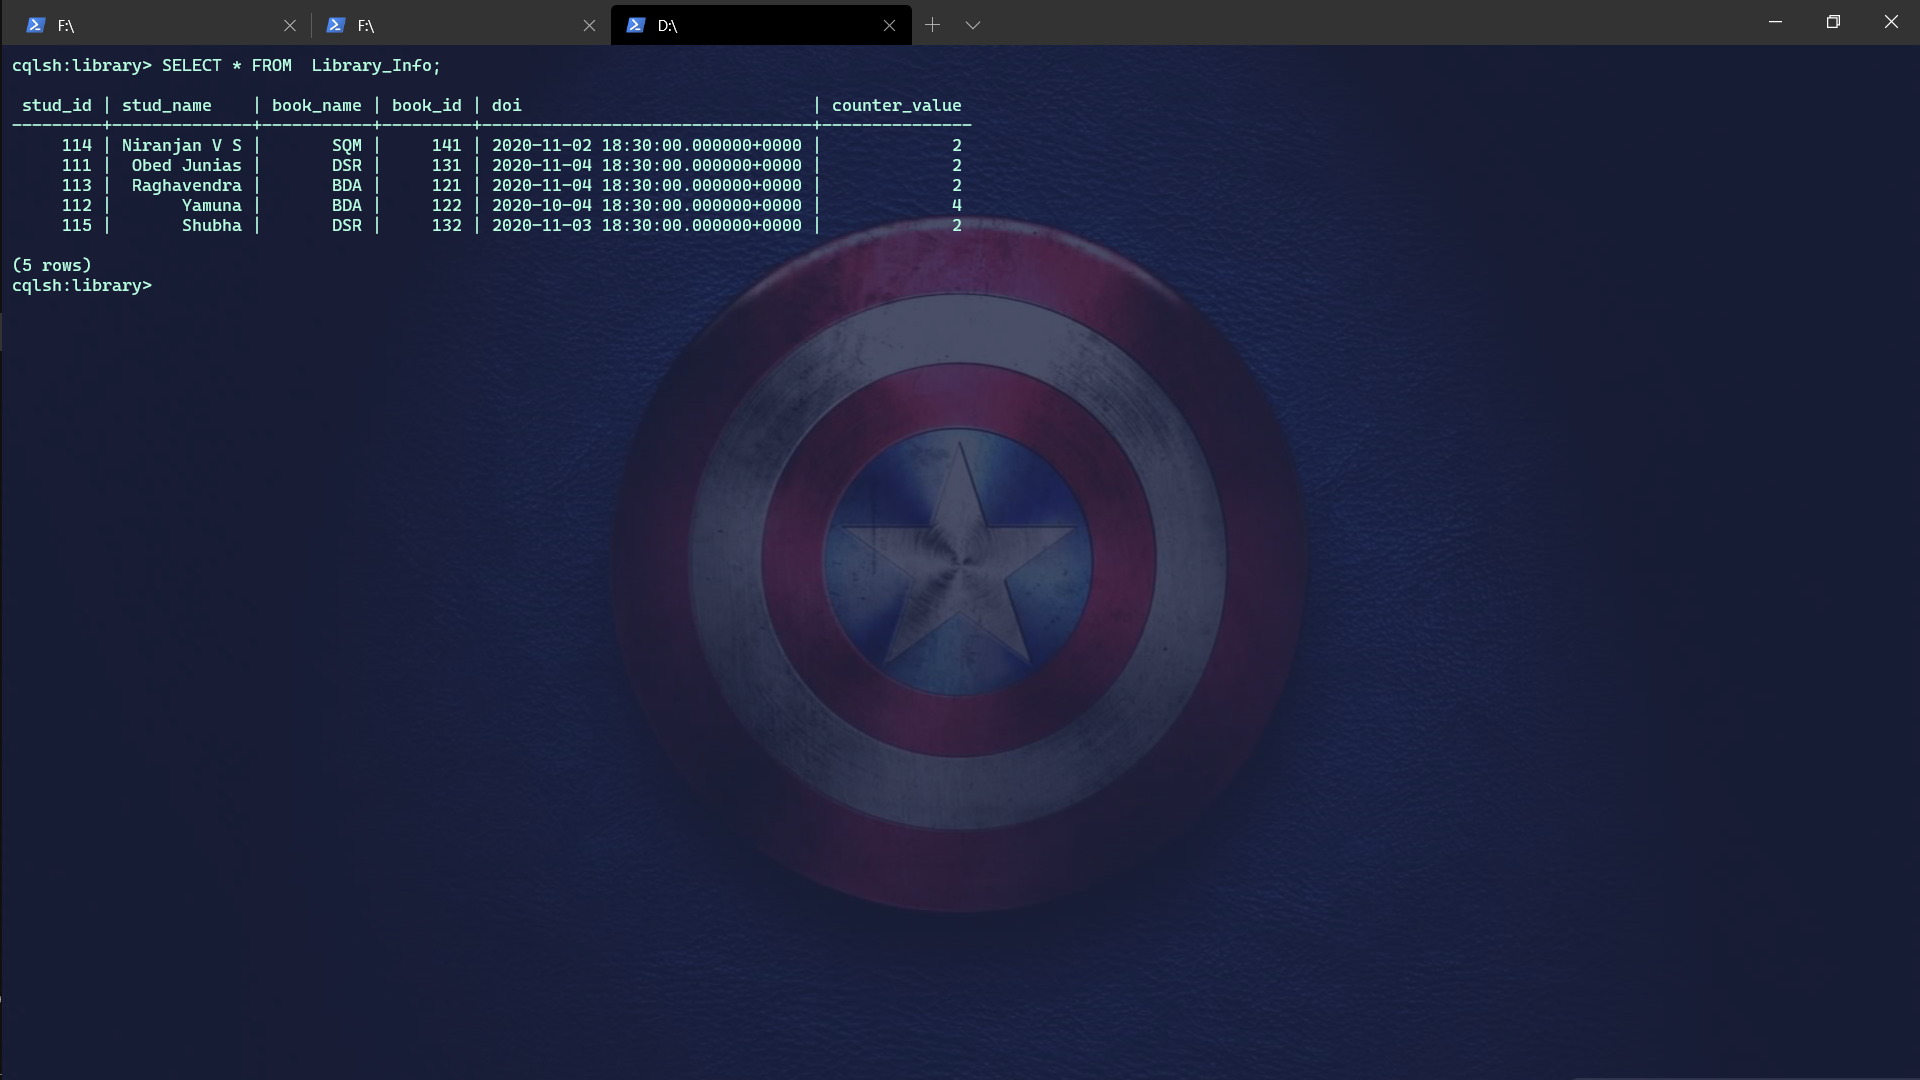 F:\ F:\ D:\
cqlsh:library> SELECT * FROM  Library_Info;
 stud_id | stud_name    | book_name | book_id | doi                             | counter_value
---------+--------------+-----------+---------+---------------------------------+---------------
     114 | Niranjan V S |       SQM |     141 | 2020-11-02 18:30:00.000000+0000 |             2
     111 |  Obed Junias |       DSR |     131 | 2020-11-04 18:30:00.000000+0000 |             2
     113 |  Raghavendra |       BDA |     121 | 2020-11-04 18:30:00.000000+0000 |             2
     112 |       Yamuna |       BDA |     122 | 2020-10-04 18:30:00.000000+0000 |             4
     115 |       Shubha |       DSR |     132 | 2020-11-03 18:30:00.000000+0000 |             2
(5 rows)
cqlsh:library>